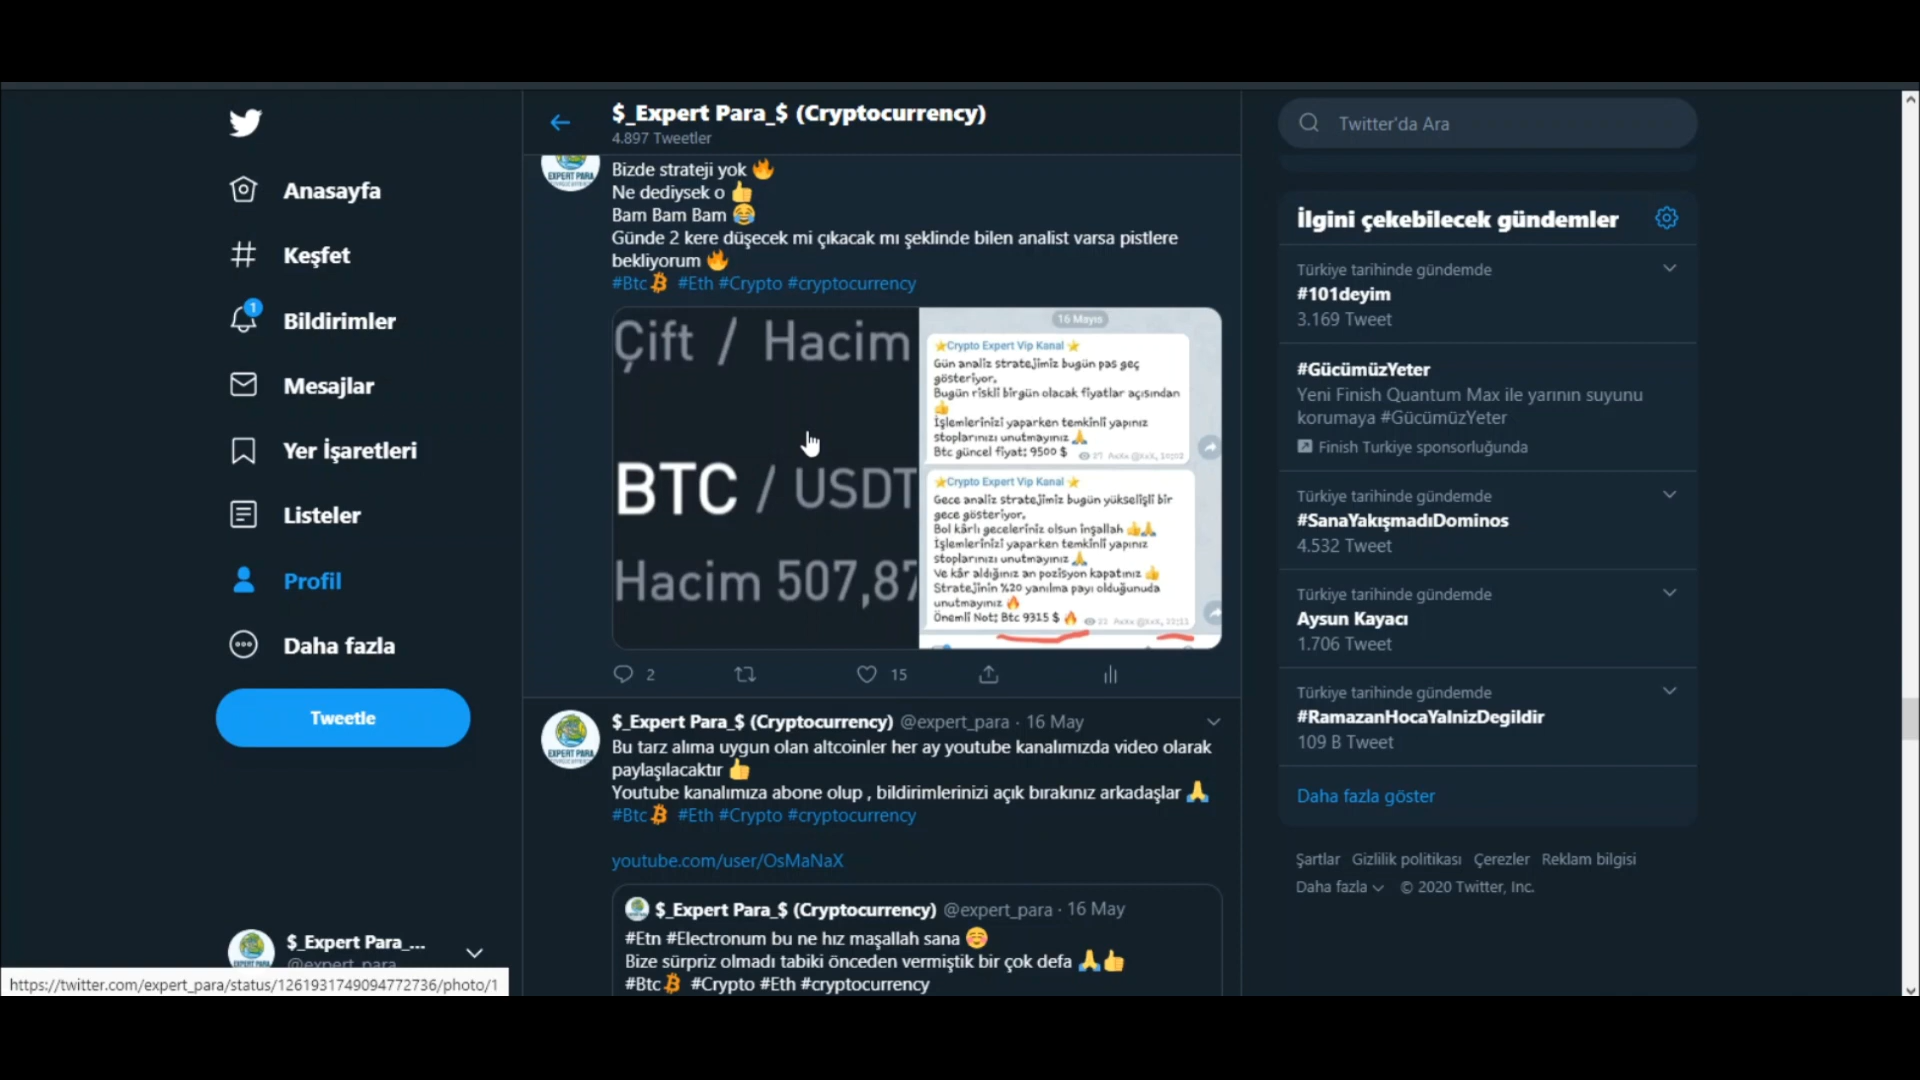 Anasayfa
Keşfet
1
Bildirimler
Mesajlar
Yer İşaretleri
Listeler
Profil
Daha fazla
Tweetle
$_Expert Para_...
@expert_para
https://twitter.com/expert_para/status/1261931749094772736/photo/1
$_Expert Para_$ (Cryptocurrency)
4.897 Tweetler
EXPERT PARA
Bizde strateji yok 🔥
Ne dediysek o 👍
Bam Bam Bam 😂
Günde 2 kere düşecek mi çıkacak mı şeklinde bilen analist varsa pistlere
bekliyorum 🔥
#Btc #Eth #Crypto #cryptocurrency
Çift / Hacim
BTC / USDT
Hacim 507,87
16 Mayıs
⭐Crypto Expert Vip Kanal ⭐
Gün analiz stratejimiz bugün pas geç
gösteriyor.
Bugün riskli birgün olacak fiyatlar açısından
👍
İşlemlerinizi yaparken temkinli yapınız
stoplarınızı unutmayınız 🙏
Btc güncel fiyat: 9500 $
⭐Crypto Expert Vip Kanal ⭐
Gece analiz stratejimiz bugün yükselişli bir
gece gösteriyor.
Bol kârlı geceleriniz olsun inşallah 👍🙏
İşlemlerinizi yaparken temkinli yapınız
stoplarınızı unutmayınız 🙏
Ve kâr aldığınız an pozisyon kapatınız 👍
Stratejinin %20 yanılma payı olduğunuda
unutmayınız 🔥
Önemli Not: Btc 9315 $ 🔥
2
15
EXPERT PARA
$_Expert Para_$ (Cryptocurrency) @expert_para · 16 May
Bu tarz alıma uygun olan altcoinler her ay youtube kanalımızda video olarak
paylaşılacaktır 👍
Youtube kanalımıza abone olup , bildirimlerinizi açık bırakınız arkadaşlar 🙏
#Btc #Eth #Crypto #cryptocurrency
youtube.com/user/OsMaNaX
$_Expert Para_$ (Cryptocurrency) @expert_para · 16 May
#Etn #Electronum bu ne hız maşallah sana ☺️
Bize sürpriz olmadı tabiki önceden vermiştik bir çok defa 🙏👍
#Btc #Crypto #Eth #cryptocurrency
Twitter'da Ara
İlgini çekebilecek gündemler
Türkiye tarihinde gündemde
#101deyim
3.169 Tweet
#GücümüzYeter
Yeni Finish Quantum Max ile yarının suyunu
korumaya #GücümüzYeter
Finish Turkiye sponsorluğunda
Türkiye tarihinde gündemde
#SanaYakışmadıDominos
4.532 Tweet
Türkiye tarihinde gündemde
Aysun Kayacı
1.706 Tweet
Türkiye tarihinde gündemde
#RamazanHocaYalnizDegildir
109 B Tweet
Daha fazla göster
Şartlar Gizlilik politikası Çerezler Reklam bilgisi
Daha fazla © 2020 Twitter, Inc.